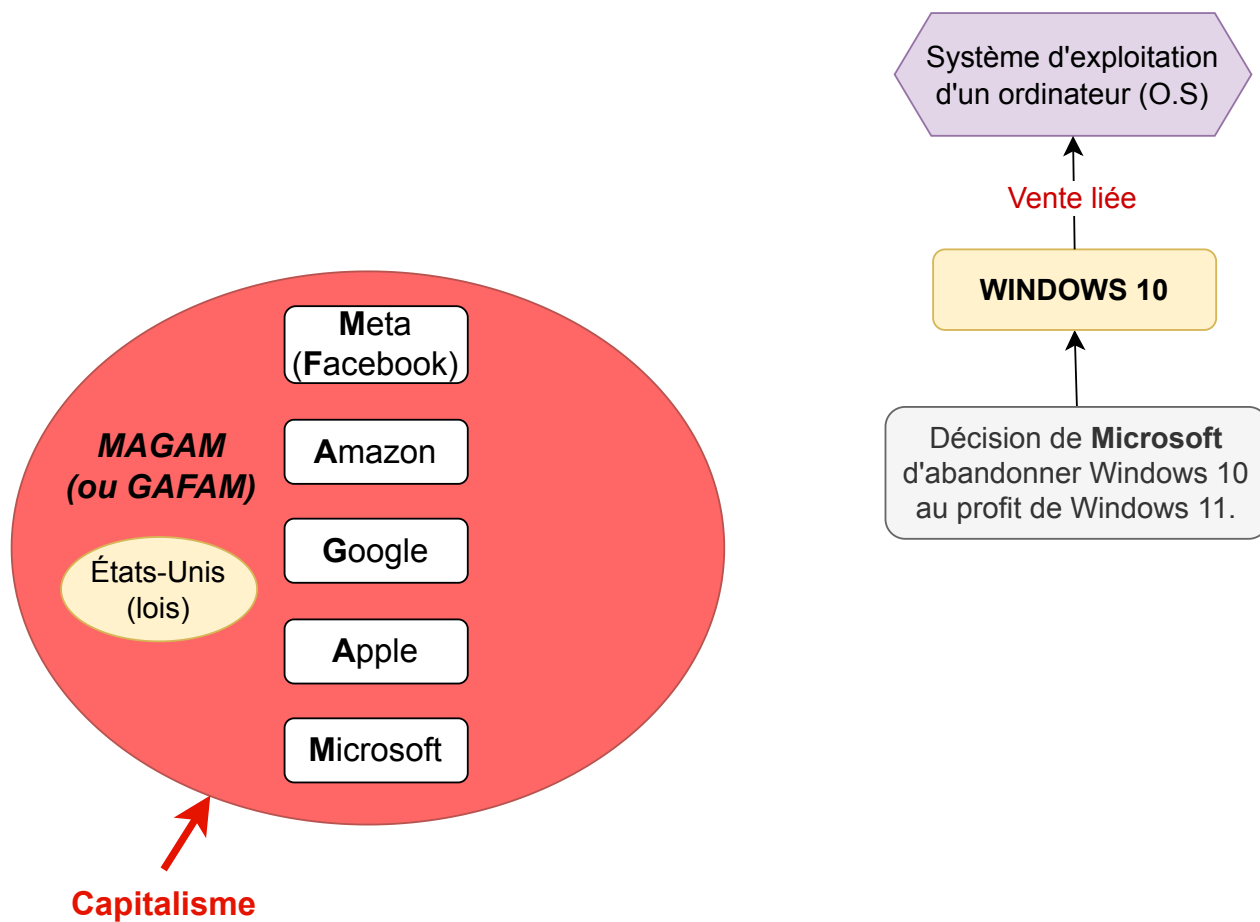 Système d'exploitation
d'un ordinateur (O.S)
Vente liée
WINDOWS 10
Décision de Microsoft
d'abandonner Windows 10
au profit de Windows 11.
Meta
(Facebook)
MAGAM
(ou GAFAM)
Amazon
Google
États-Unis
(lois)
Apple
Microsoft
Capitalisme